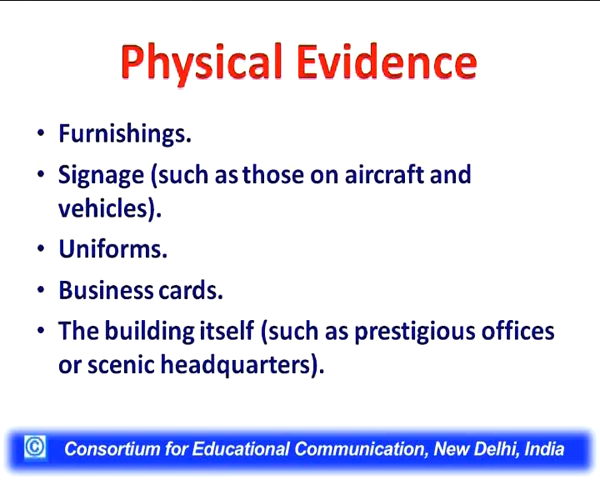 Physical Evidence
• Furnishings.
• Signage (such as those on aircraft and
vehicles).
• Uniforms.
• Business cards.
• The building itself (such as prestigious offices
or scenic headquarters).
© Consortium for Educational Communication, New Delhi, India